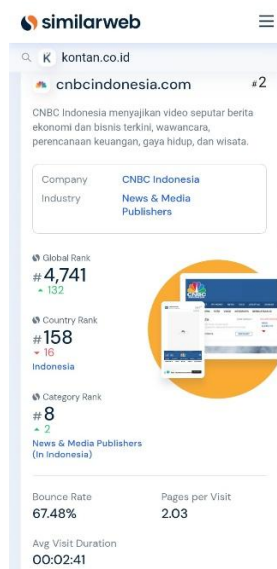 similarweb
K kontan.co.id
cnbcindonesia.com #2
CNBC Indonesia menyajikan video seputar berita
ekonomi dan bisnis terkini, wawancara,
perencanaan keuangan, gaya hidup, dan wisata.
Company CNBC Indonesia
Industry News & Media
Publishers
Global Rank
#4,741
132
Country Rank
#158
16
Indonesia
Category Rank
#8
2
News & Media Publishers
(In Indonesia)
CNBC
Bounce Rate Pages per Visit
67.48% 2.03
Avg Visit Duration
00:02:41